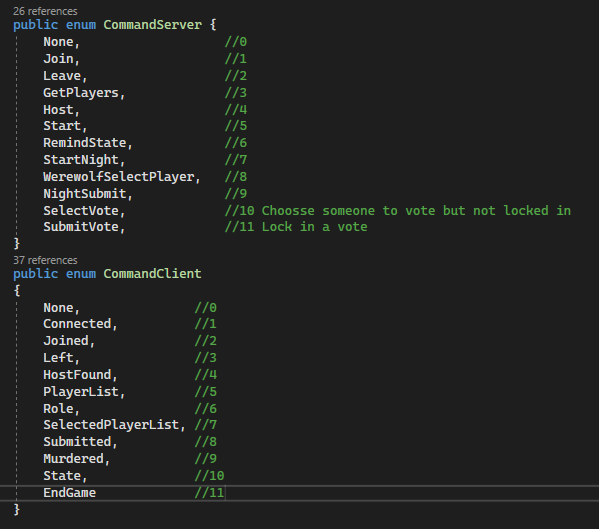 26 references
public enum CommandServer {
None, //0
Join, //1
Leave, //2
GetPlayers, //3
Host, //4
Start, //5
RemindState, //6
StartNight, //7
WerewolfSelectPlayer, //8
NightSubmit, //9
SelectVote, //10 Choosse someone to vote but not locked in
SubmitVote, //11 Lock in a vote
}
37 references
public enum CommandClient
{
None, //0
Connected, //1
Joined, //2
Left, //3
HostFound, //4
PlayerList, //5
Role, //6
SelectedPlayerList, //7
Submitted, //8
Murdered, //9
State, //10
EndGame //11
}